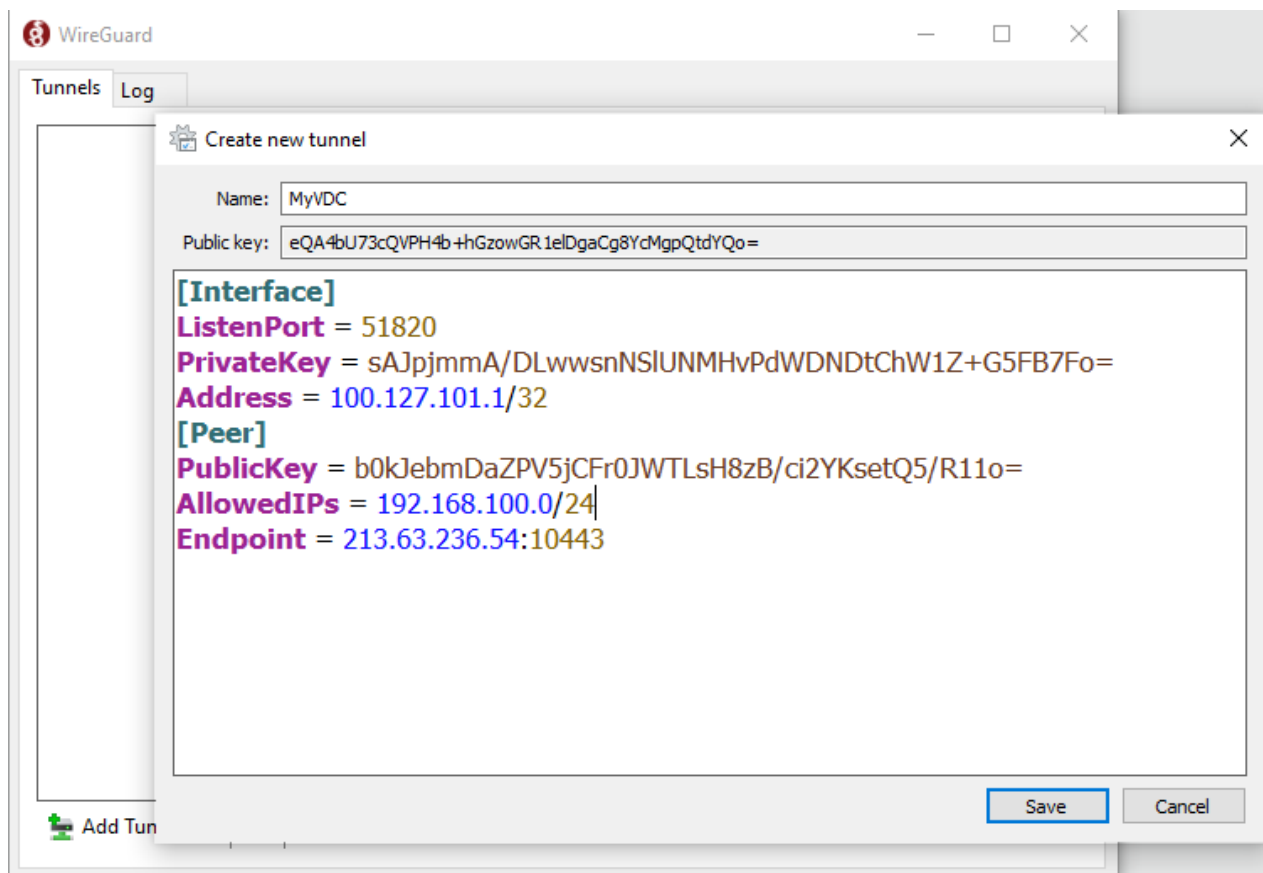 WireGuard
Tunnels Log
Create new tunnel
Name: MyVDC
Public key: eQA4bU73cQVPH4b+hGzowGR1elDgaCg8YcMgpQtdYQo=
[Interface]
ListenPort = 51820
PrivateKey = sAJpjmmA/DLwwsnNSlUNMHvPdWDNDtChW1Z+G5FB7Fo=
Address = 100.127.101.1/32
[Peer]
PublicKey = b0kJebmDaZPV5jCFr0JWTLsH8zB/ci2YKsetQ5/R11o=
AllowedIPs = 192.168.100.0/24
Endpoint = 213.63.236.54:10443
Save Cancel
Add Tun